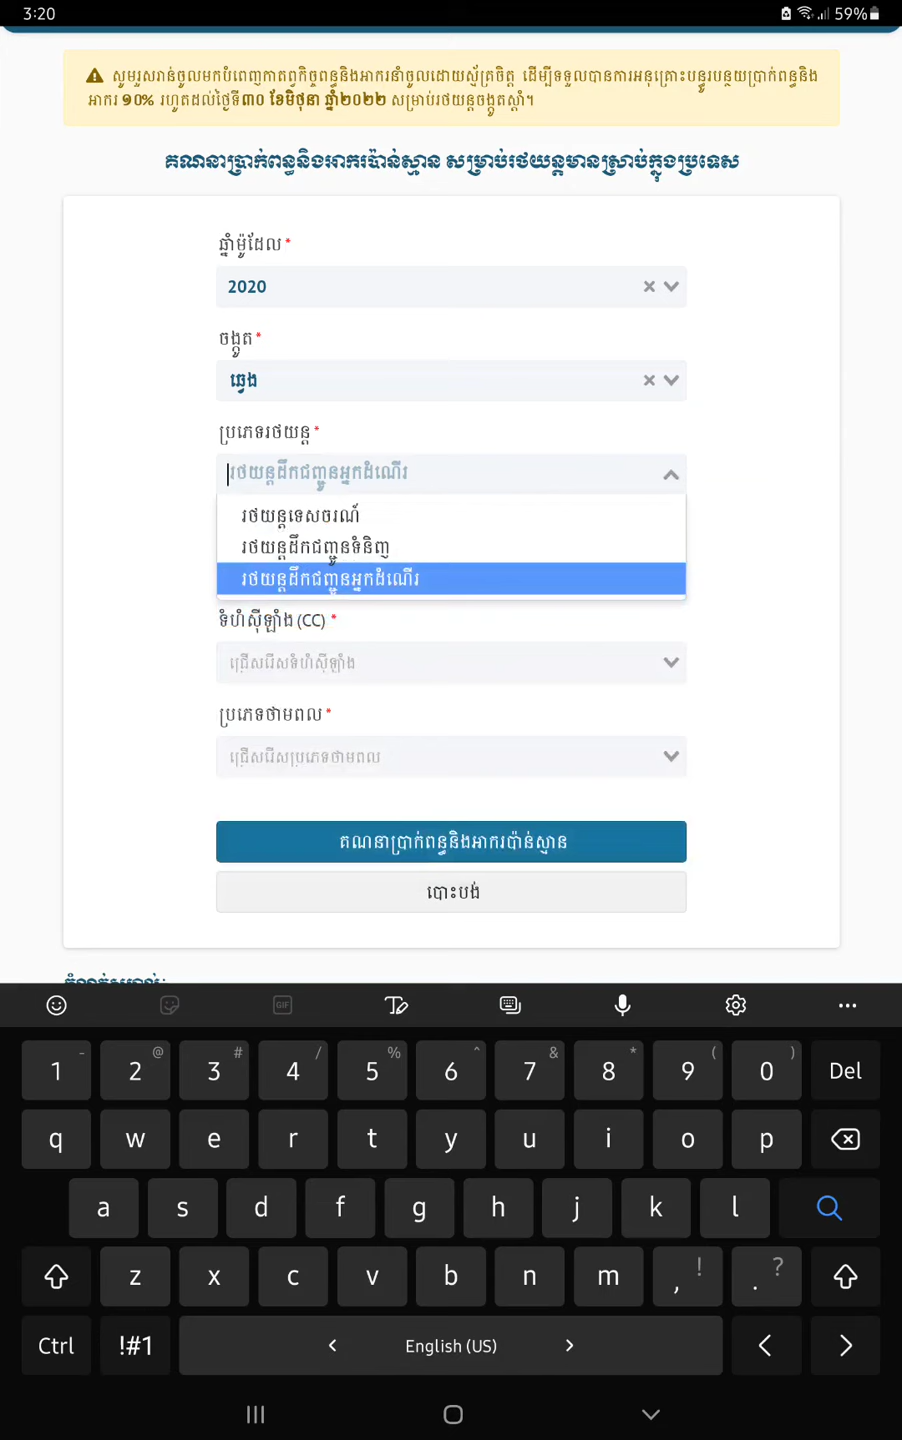 3:20
59%
សូមរួសរាន់ចូលមកបំពេញកាតព្វកិច្ចពន្ធនិងអាករនាំចូលដោយស្ម័គ្រចិត្ត ដើម្បីទទួលបានការអនុគ្រោះបន្ធូរបន្ថយប្រាក់ពន្ធនិង
អាករ ១០% រហូតដល់ថ្ងៃទី៣០ ខែមិថុនា ឆ្នាំ២០២២ សម្រាប់រថយន្តចង្កូតស្តាំ។
គណនាប្រាក់ពន្ធនិងអាករប៉ាន់ស្មាន សម្រាប់រថយន្តមានស្រាប់ក្នុងប្រទេស
ឆ្នាំម៉ូដែល*
2020
ចង្កូត*
ឆ្វេង
ប្រភេទរថយន្ត*
រថយន្តដឹកជញ្ជូនអ្នកដំណើរ
រថយន្តទេសចរណ៍
រថយន្តដឹកជញ្ជូនទំនិញ
រថយន្តដឹកជញ្ជូនអ្នកដំណើរ
ទំហំស៊ីឡាំង (CC) *
ជ្រើសរើសទំហំស៊ីឡាំង
ប្រភេទថាមពល*
ជ្រើសរើសប្រភេទថាមពល
គណនាប្រាក់ពន្ធនិងអាករប៉ាន់ស្មាន
បោះបង់
GIF
- @ # / % ^ & * ( )
1 2 3 4 5 6 7 8 9 0 Del
q w e r t y u i o p
a s d f g h j k l
z x c v b n m , ! . ?
Ctrl !#1 < English (US) > < >